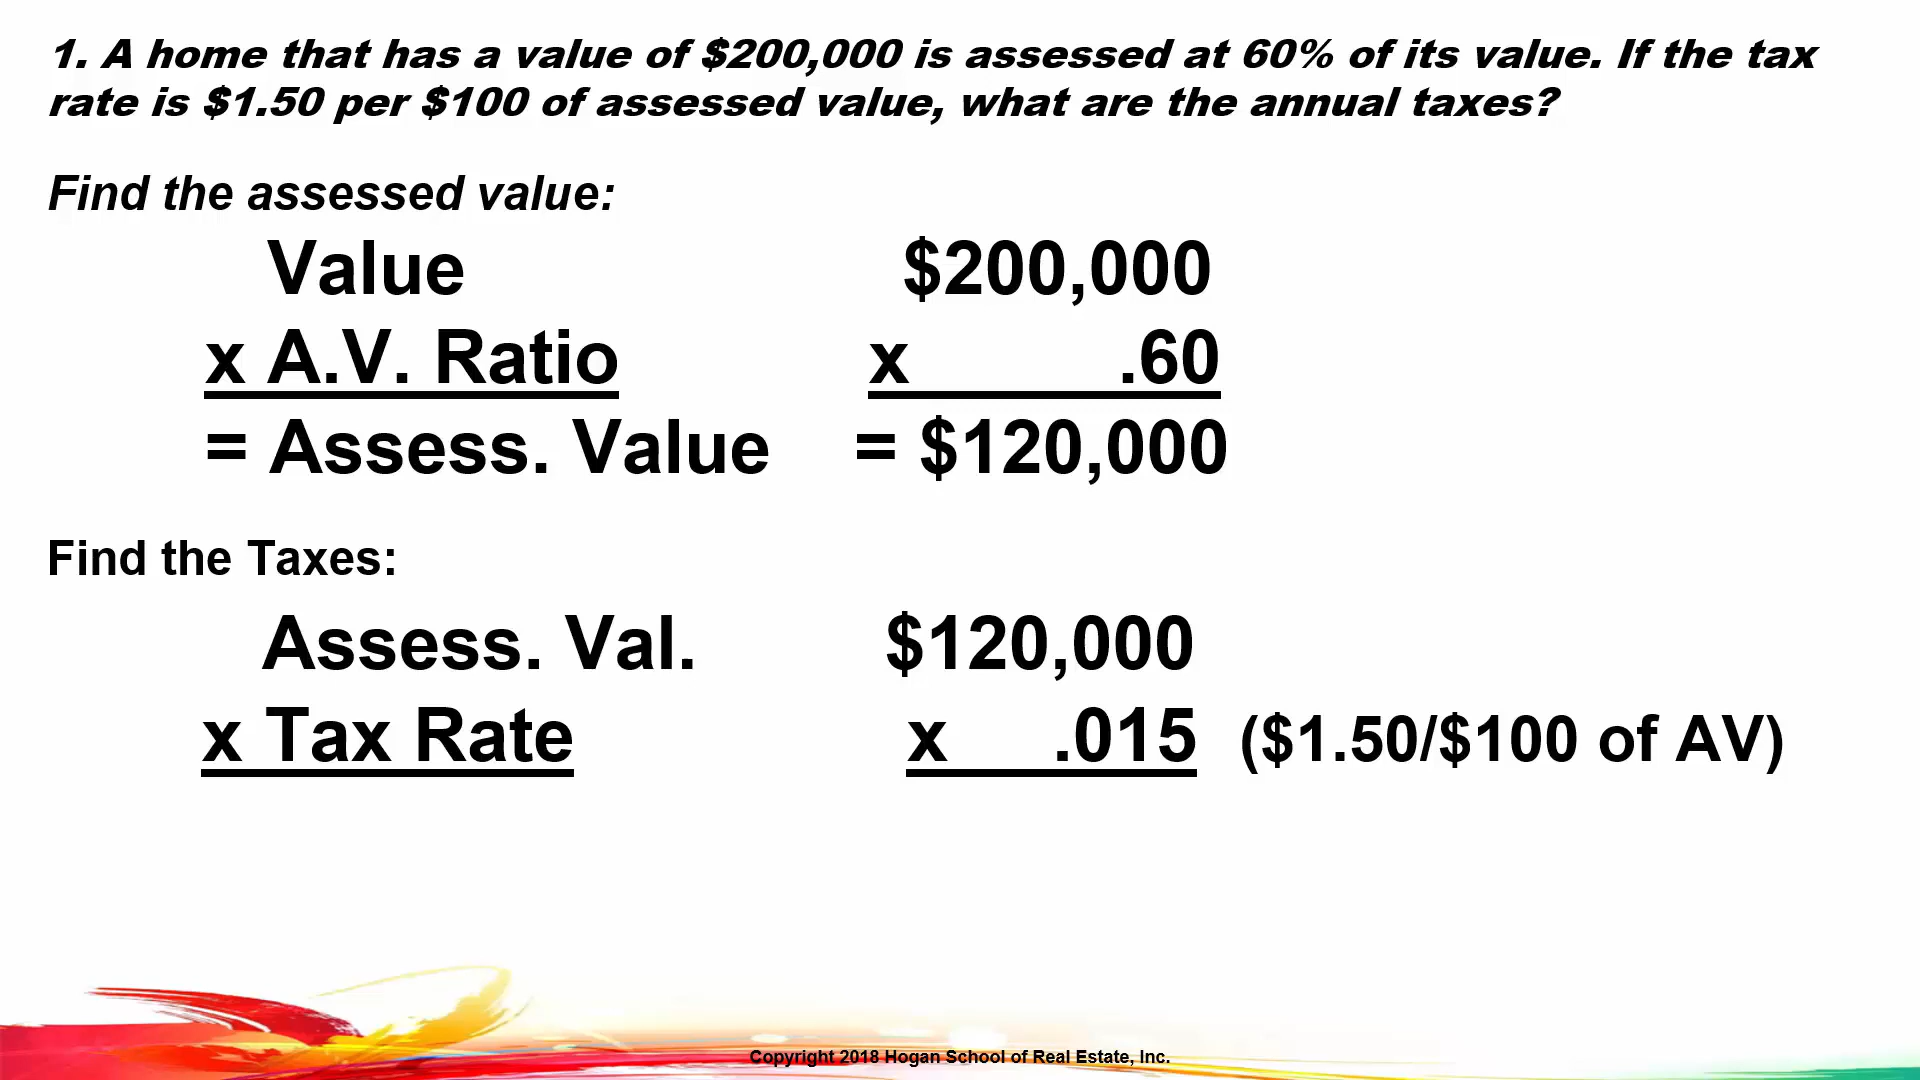 1. A home that has a value of $200,000 is assessed at 60% of its value. If the tax
rate is $1.50 per $100 of assessed value, what are the annual taxes?
Find the assessed value:
Value $200,000
x A.V. Ratio x .60
= Assess. Value = $120,000
Find the Taxes:
Assess. Val. $120,000
x Tax Rate x .015 ($1.50/$100 of AV)
Copyright 2018 Hogan School of Real Estate, Inc.